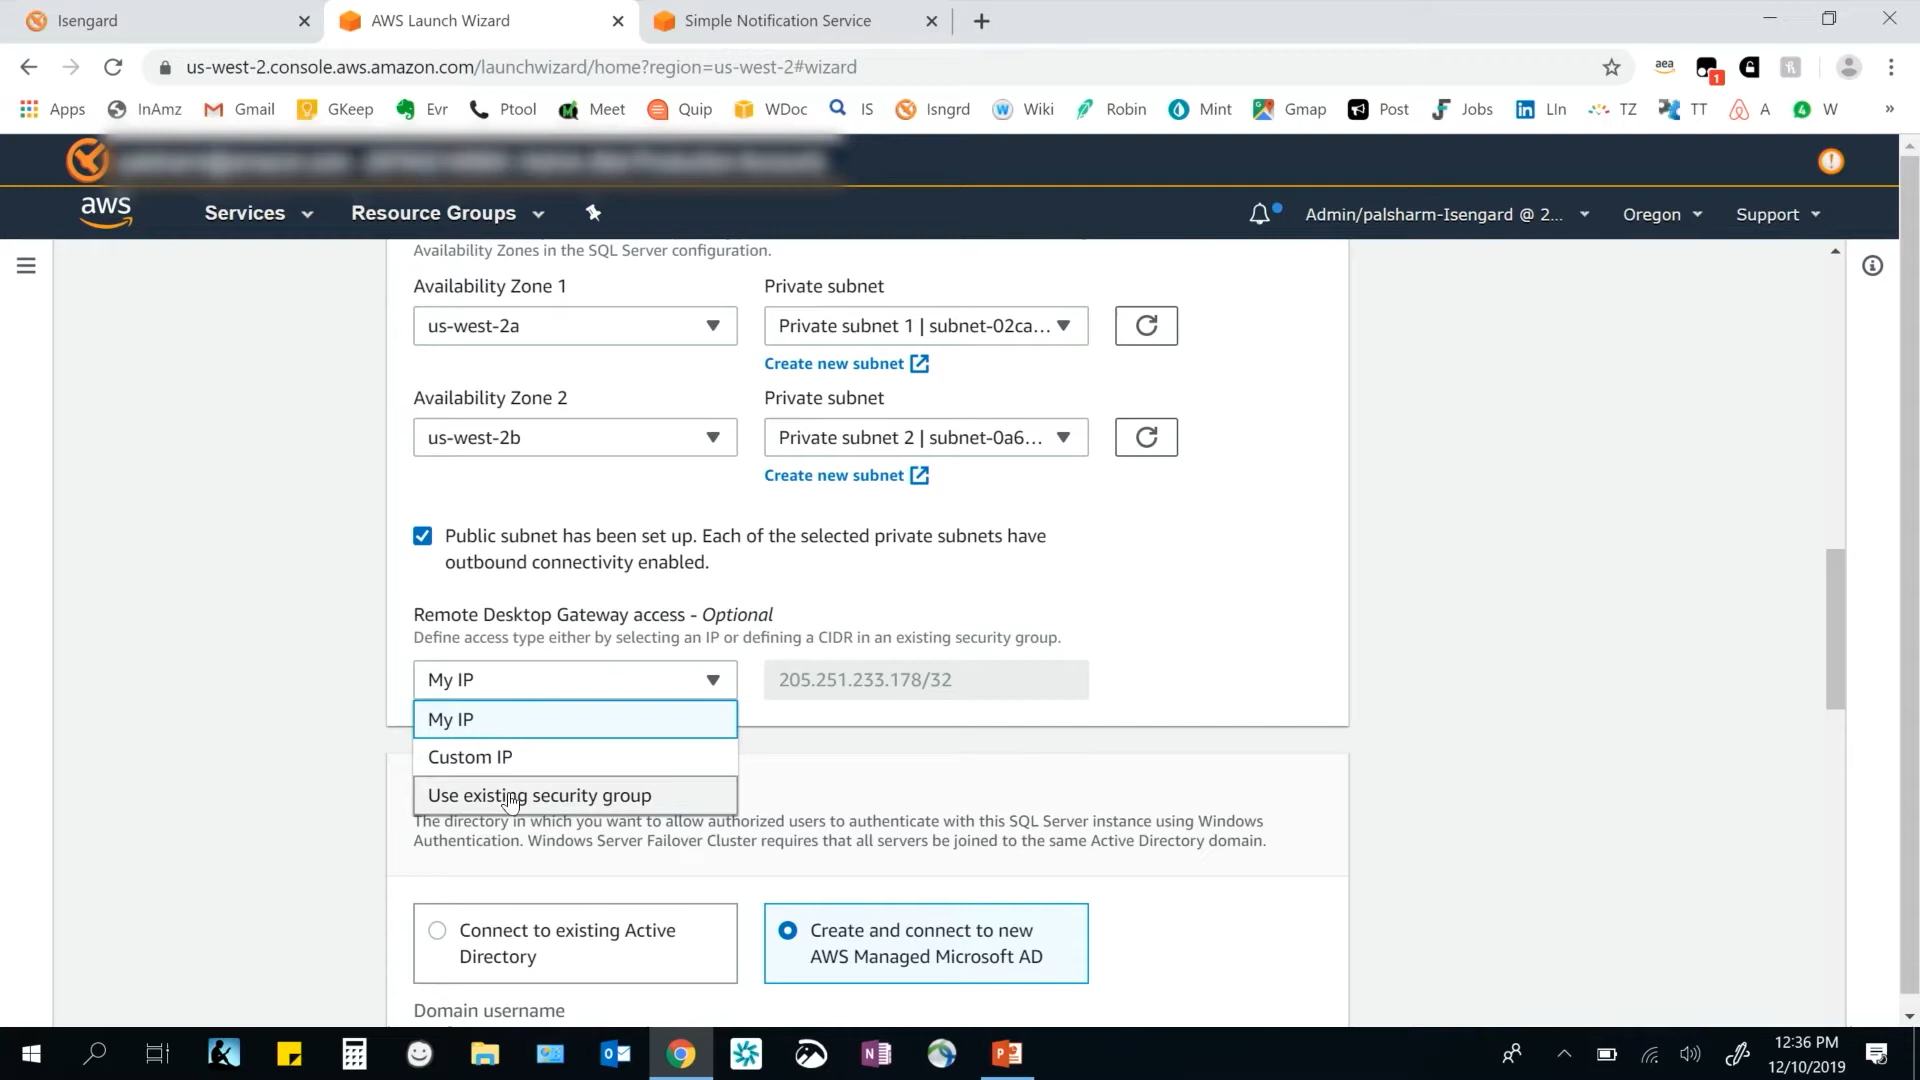 Isengard
AWS Launch Wizard
Simple Notification Service
us-west-2.console.aws.amazon.com/launchwizard/home?region=us-west-2#wizard
aea
1
Apps InAmz Gmail GKeep Evr Ptool Meet Quip WDoc IS Isngrd Wiki Robin Mint Gmap Post Jobs LIn TZ TT A 4 W »
aws
Services
Resource Groups
Admin/palsharm-Isengard @ 2...
Oregon
Support
Availability Zones in the SQL Server configuration.
Availability Zone 1
Private subnet
us-west-2a
Private subnet 1 | subnet-02ca...
Create new subnet
Availability Zone 2
Private subnet
us-west-2b
Private subnet 2 | subnet-0a6...
Create new subnet
Public subnet has been set up. Each of the selected private subnets have
outbound connectivity enabled.
Remote Desktop Gateway access - Optional
Define access type either by selecting an IP or defining a CIDR in an existing security group.
My IP
205.251.233.178/32
My IP
Custom IP
Use existing security group
The directory in which you want to allow authorized users to authenticate with this SQL Server instance using Windows
Authentication. Windows Server Failover Cluster requires that all servers be joined to the same Active Directory domain.
Connect to existing Active
Directory
Create and connect to new
AWS Managed Microsoft AD
Domain username
12:36 PM
12/10/2019